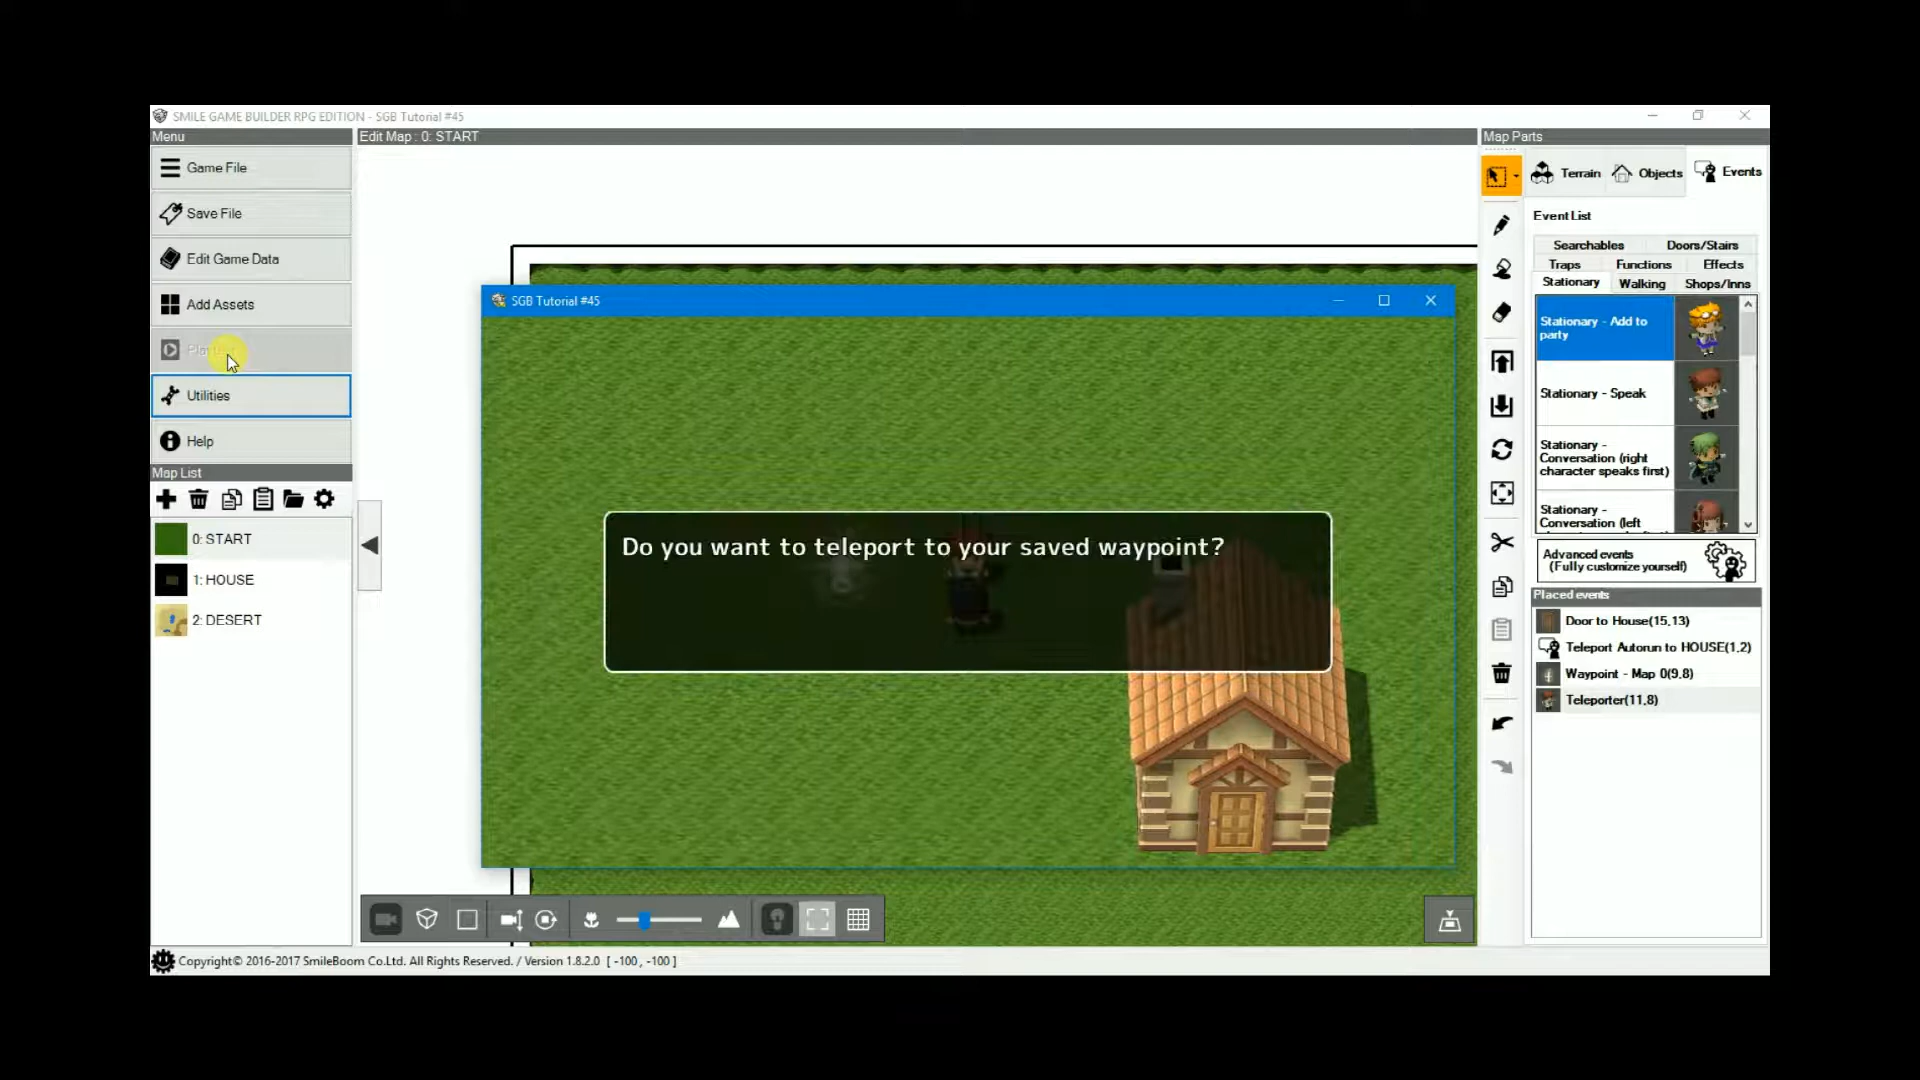 SMILE GAME BUILDER RPG EDITION - SGB Tutorial #45
Menu
Game File
Save File
Edit Game Data
Add Assets
Utilities
Help
Map List
0: START
1: HOUSE
2: DESERT
Edit Map : 0: START
SGB Tutorial #45
Do you want to teleport to your saved waypoint?
Map Parts
Terrain
Objects
Events
Event List
Searchables
Doors/Stairs
Traps
Functions
Effects
Stationary
Walking
Shops/Inns
Stationary - Add to
party
Stationary - Speak
Stationary -
Conversation (right
character speaks first)
Stationary -
Conversation (left
Advanced events
(Fully customize yourself)
Placed events
Door to House(15,13)
Teleport Autorun to HOUSE(1,2)
Waypoint - Map 0(9,8)
Teleporter(11,8)
Copyright© 2016-2017 SmileBoom Co.Ltd. All Rights Reserved. / Version 1.8.2.0 [ -100 , -100 ]